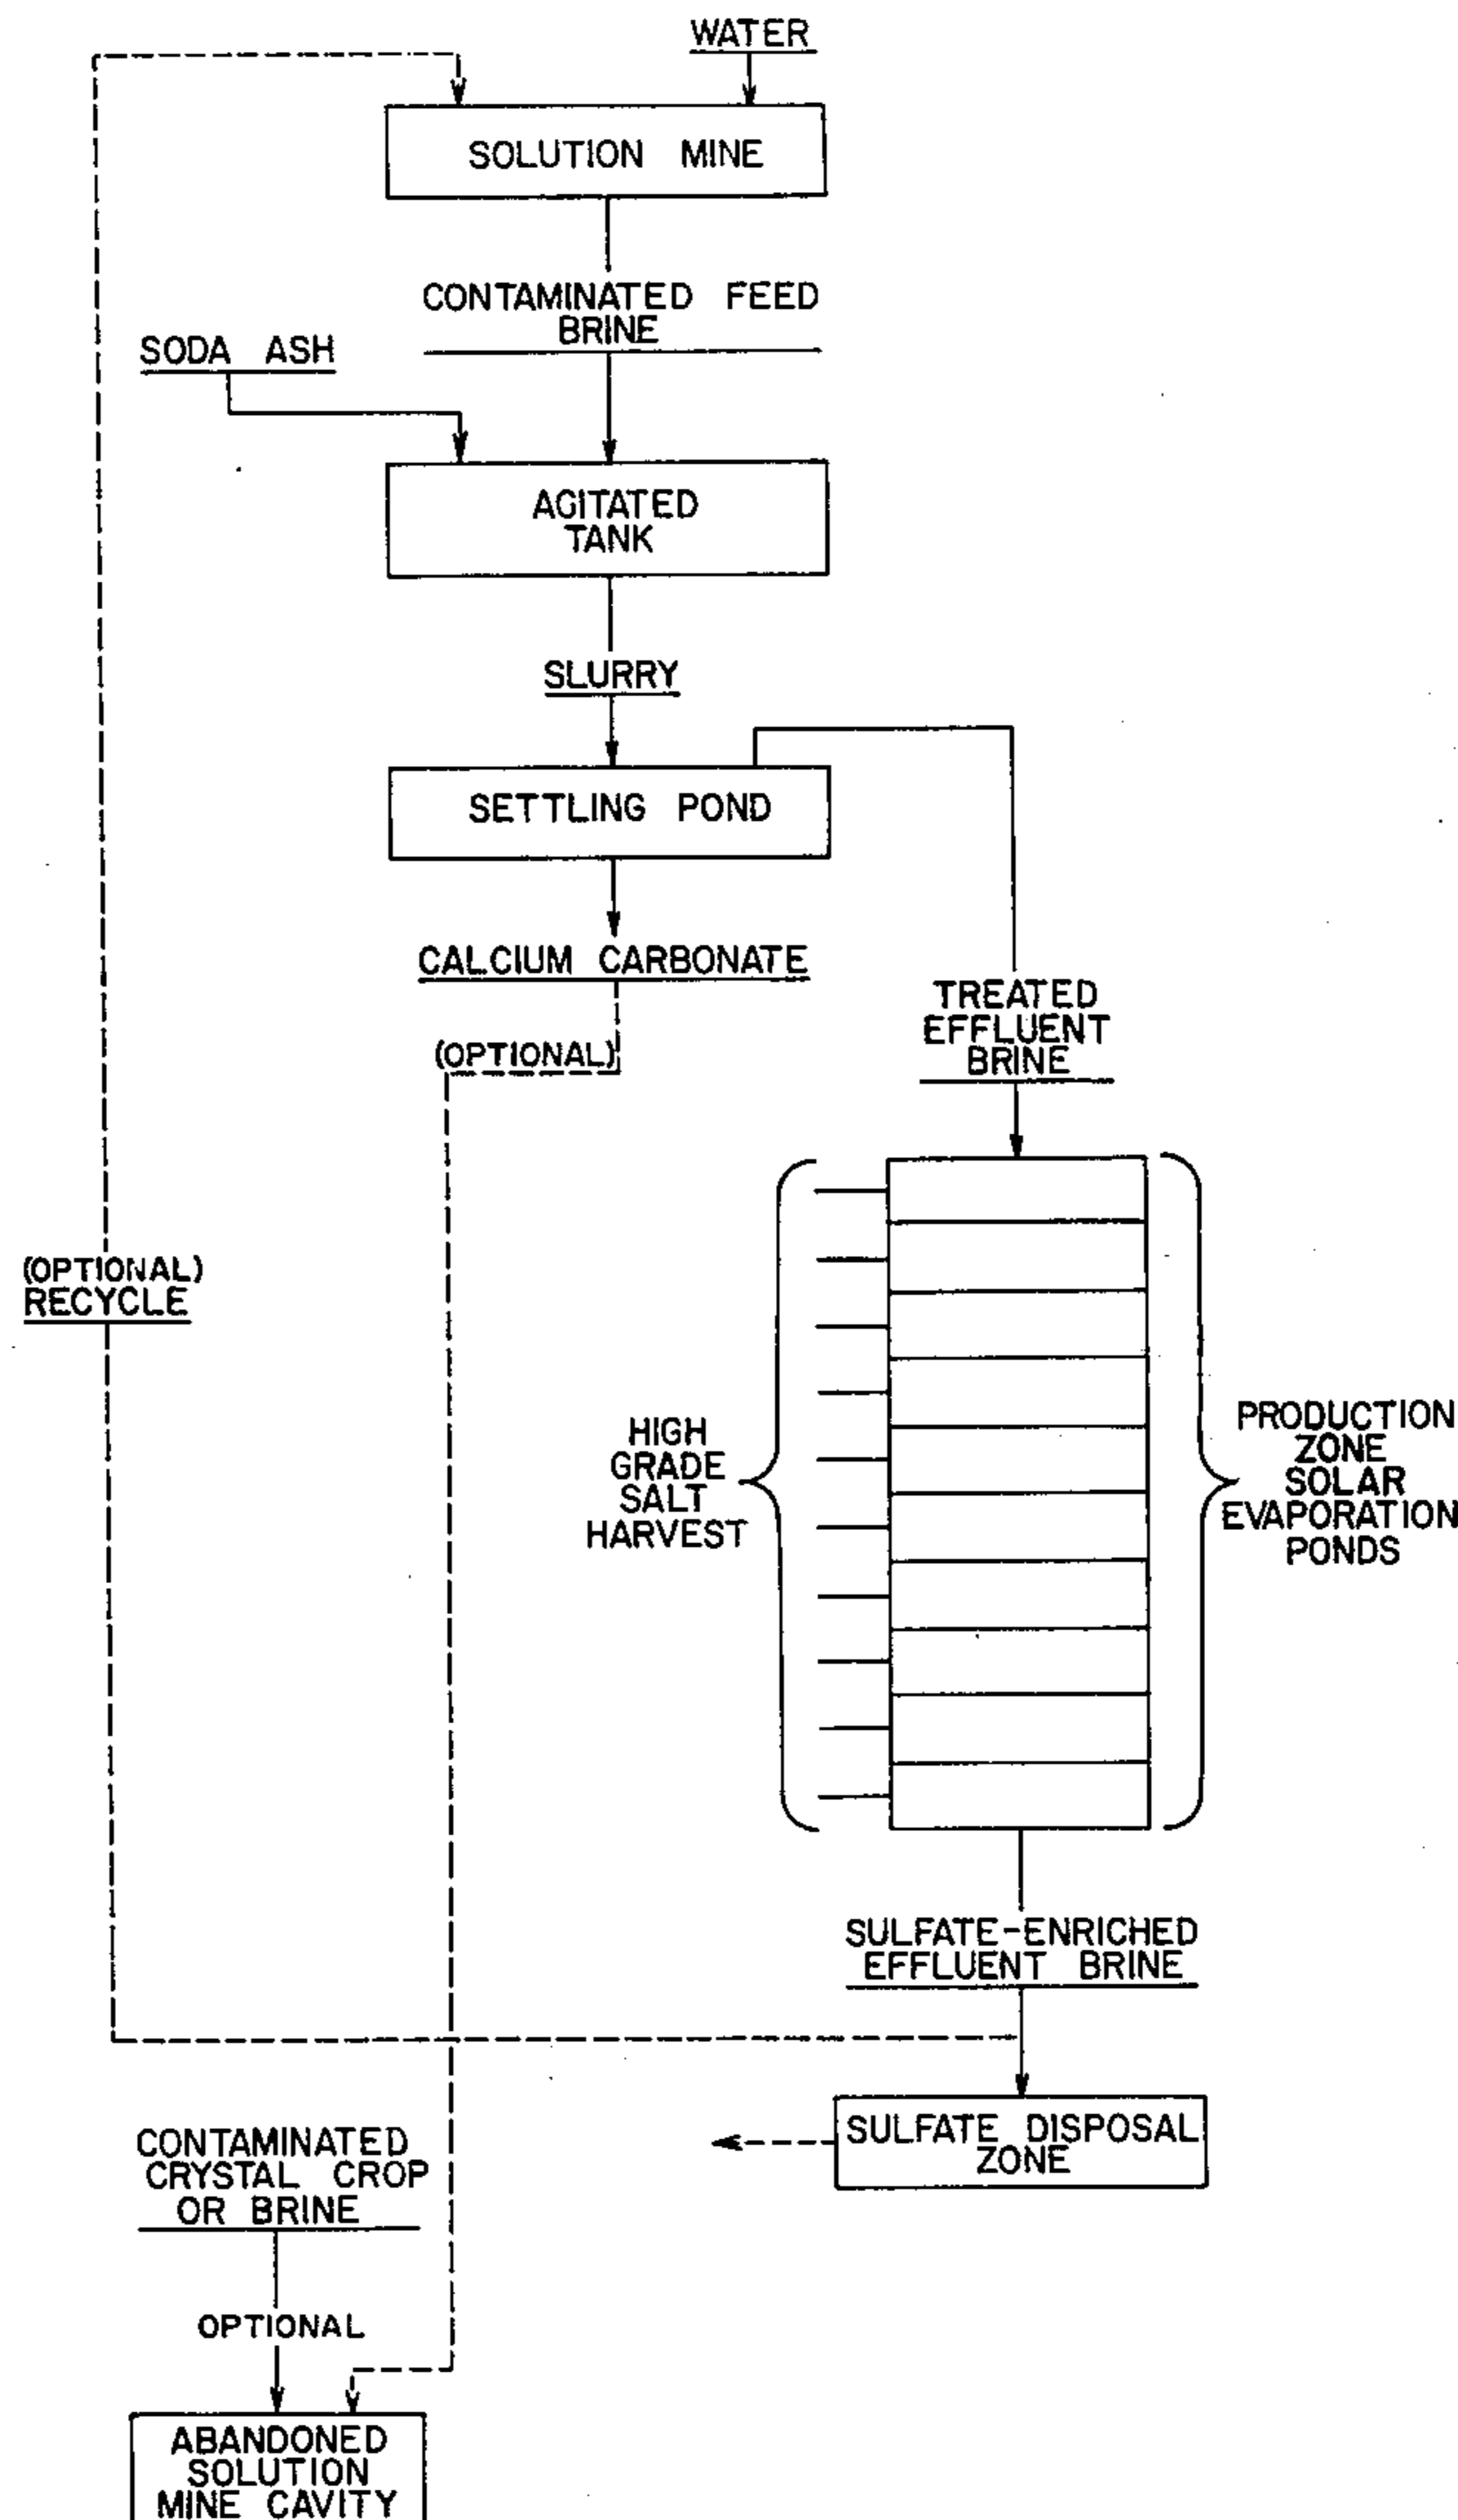 WATER
SOLUTION MINE
CONTAMINATED FEED
BRINE
SODA ASH
AGITATED
TANK
SLURRY
SETTLING POND
CALCIUM CARBONATE
(OPTIONAL)
TREATED
EFFLUENT
BRINE
(OPTIONAL)
RECYCLE
HIGH
GRADE
SALT
HARVEST
PRODUCTION
ZONE
SOLAR
EVAPORATION
PONDS
SULFATE-ENRICHED
EFFLUENT BRINE
SULFATE DISPOSAL
ZONE
CONTAMINATED
CRYSTAL CROP
OR BRINE
OPTIONAL
ABANDONED
SOLUTION
MINE CAVITY